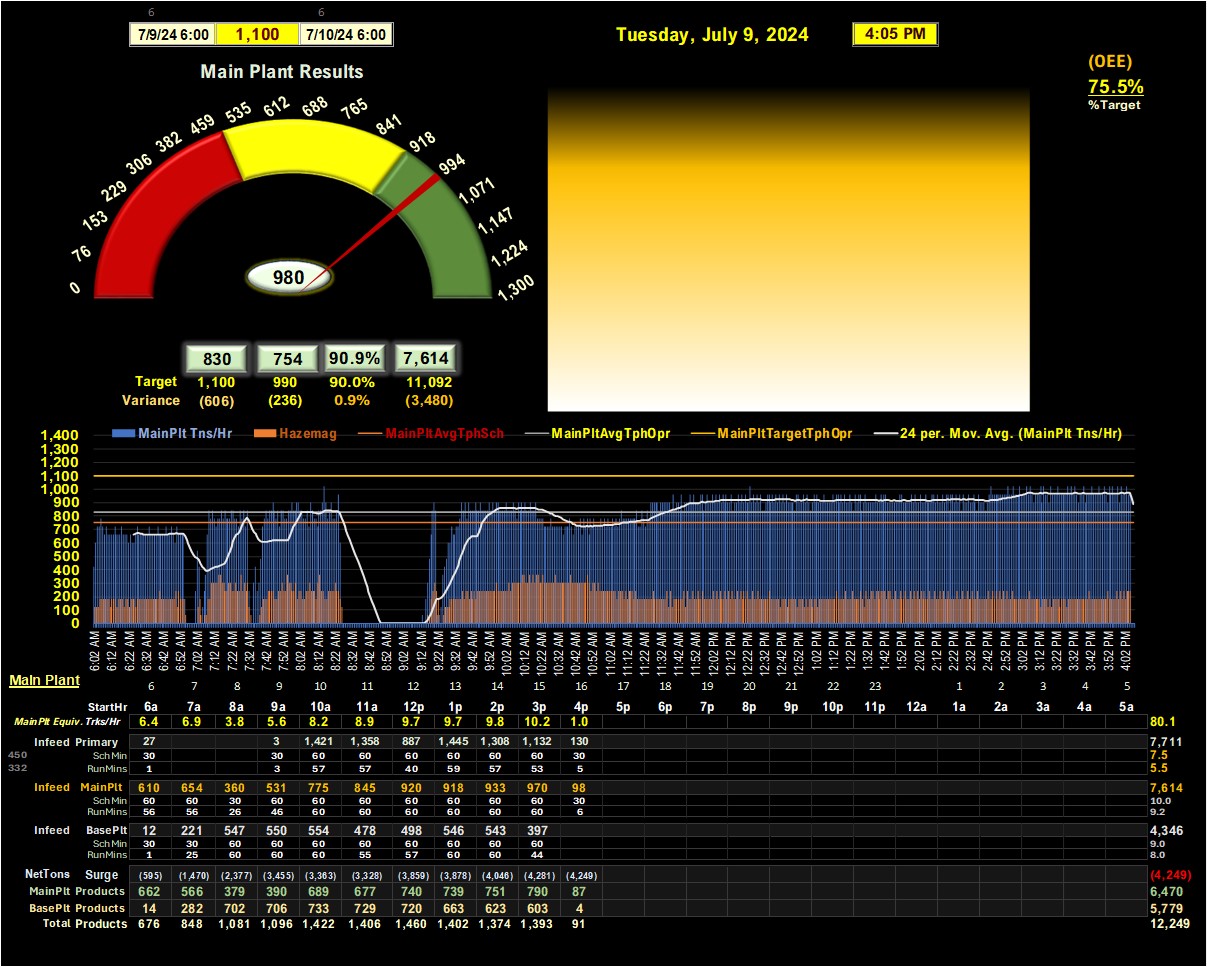 6 6
7/9/24 6:00 1,100 7/10/24 6:00
Tuesday, July 9, 2024 4:05 PM
(OEE)
75.5%
%Target
Main Plant Results
0 76 153 229 306 382 459 535 612 688 765 841 918 994 1,071 1,147 1,224 1,300
980
830 754 90.9% 7,614
Target 1,100 990 90.0% 11,092
Variance (606) (236) 0.9% (3,480)
MainPlt Tns/Hr Hazemag MainPltAvgTphSch MainPltAvgTphOpr MainPltTargetTphOpr 24 per. Mov. Avg. (MainPlt Tns/Hr)
1,400
1,300
1,200
1,100
1,000
900
800
700
600
500
400
300
200
100
0
6:02 AM 6:12 AM 6:22 AM 6:32 AM 6:42 AM 6:52 AM 7:02 AM 7:12 AM 7:22 AM 7:32 AM 7:42 AM 7:52 AM 8:02 AM 8:12 AM 8:22 AM 8:32 AM 8:42 AM 8:52 AM 9:02 AM 9:12 AM 9:22 AM 9:32 AM 9:42 AM 9:52 AM 10:02 AM 10:12 AM 10:22 AM 10:32 AM 10:42 AM 10:52 AM 11:02 AM 11:12 AM 11:22 AM 11:32 AM 11:42 AM 11:52 AM 12:02 PM 12:12 PM 12:22 PM 12:32 PM 12:42 PM 12:52 PM 1:02 PM 1:12 PM 1:22 PM 1:32 PM 1:42 PM 1:52 PM 2:02 PM 2:12 PM 2:22 PM 2:32 PM 2:42 PM 2:52 PM 3:02 PM 3:12 PM 3:22 PM 3:32 PM 3:42 PM 3:52 PM 4:02 PM
Main Plant 6 7 8 9 10 11 12 13 14 15 16 17 18 19 20 21 22 23 1 2 3 4 5
StartHr 6a 7a 8a 9a 10a 11a 12p 1p 2p 3p 4p 5p 6p 7p 8p 9p 10p 11p 12a 1a 2a 3a 4a 5a
MainPlt Equiv. Trks/Hr 6.4 6.9 3.8 5.6 8.2 8.9 9.7 9.7 9.8 10.2 1.0 80.1
Infeed Primary 27 3 1,421 1,358 887 1,445 1,308 1,132 130 7,711
450 SchMin 30 30 60 60 60 60 60 60 30 7.5
332 RunMins 1 3 57 57 40 59 57 53 5 5.5
Infeed MainPlt 610 654 360 531 775 845 920 918 933 970 98 7,614
SchMin 60 60 30 60 60 60 60 60 60 60 30 10.0
RunMins 56 56 26 46 60 60 60 60 60 60 6 9.2
Infeed BasePlt 12 221 547 550 554 478 498 546 543 397 4,346
SchMin 30 30 60 60 60 60 60 60 60 60 9.0
RunMins 1 25 60 60 60 55 57 60 60 44 8.0
NetTons Surge (595) (1,470) (2,377) (3,455) (3,363) (3,328) (3,859) (3,878) (4,046) (4,281) (4,249) (4,249)
MainPlt Products 662 566 379 390 689 677 740 739 751 790 87 6,470
BasePlt Products 14 282 702 706 733 729 720 663 623 603 4 5,779
Total Products 676 848 1,081 1,096 1,422 1,406 1,460 1,402 1,374 1,393 91 12,249